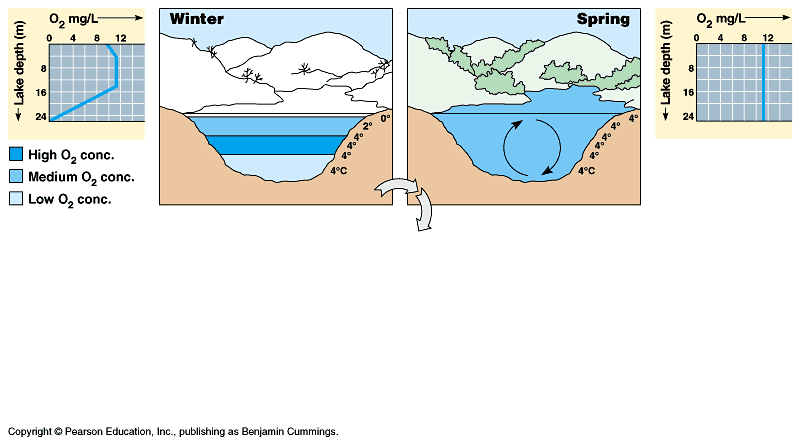 O₂ mg/L
0 4 8 12
Lake depth (m)
8
16
24
Winter
0°
2°
4°
4°
4°
4°C
Spring
4°
4°
4°
4°
4°
4°C
O₂ mg/L
0 4 8 12
Lake depth (m)
8
16
24
High O₂ conc.
Medium O₂ conc.
Low O₂ conc.
Copyright © Pearson Education, Inc., publishing as Benjamin Cummings.